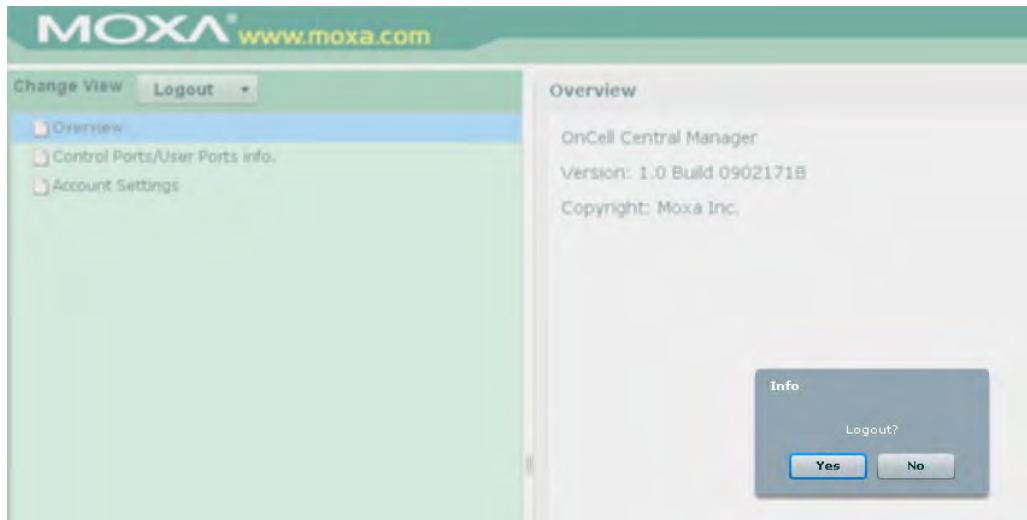 MOXA® www.moxa.com
Change View Logout
Overview
Control Ports/User Ports info.
Account Settings
Overview
OnCell Central Manager
Version: 1.0 Build 09021718
Copyright: Moxa Inc.
Info
Logout?
Yes No